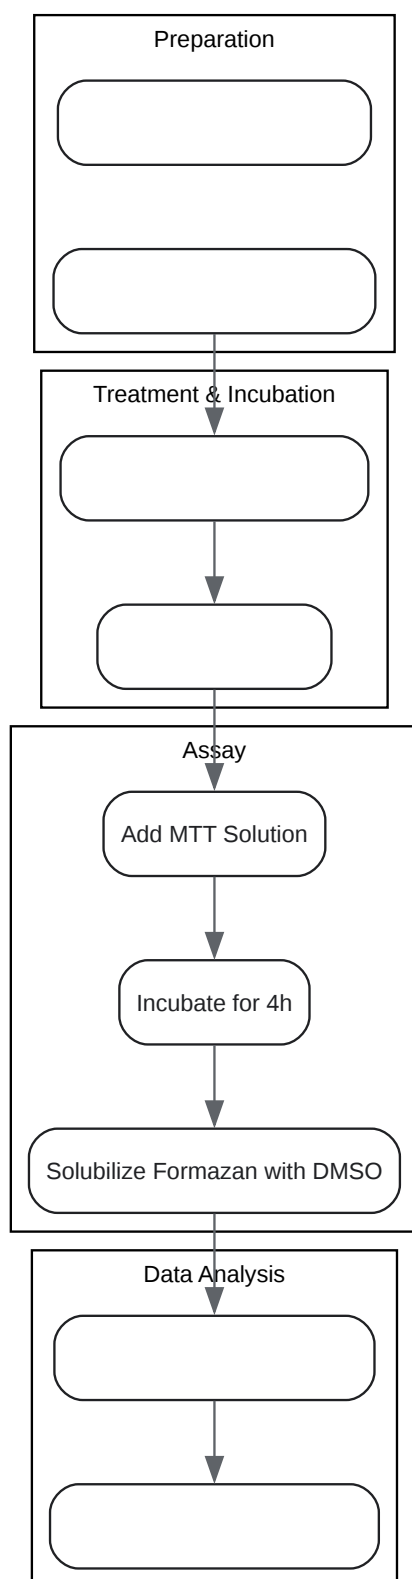 Preparation
Treatment & Incubation
Assay
Add MTT Solution
Incubate for 4h
Solubilize Formazan with DMSO
Data Analysis